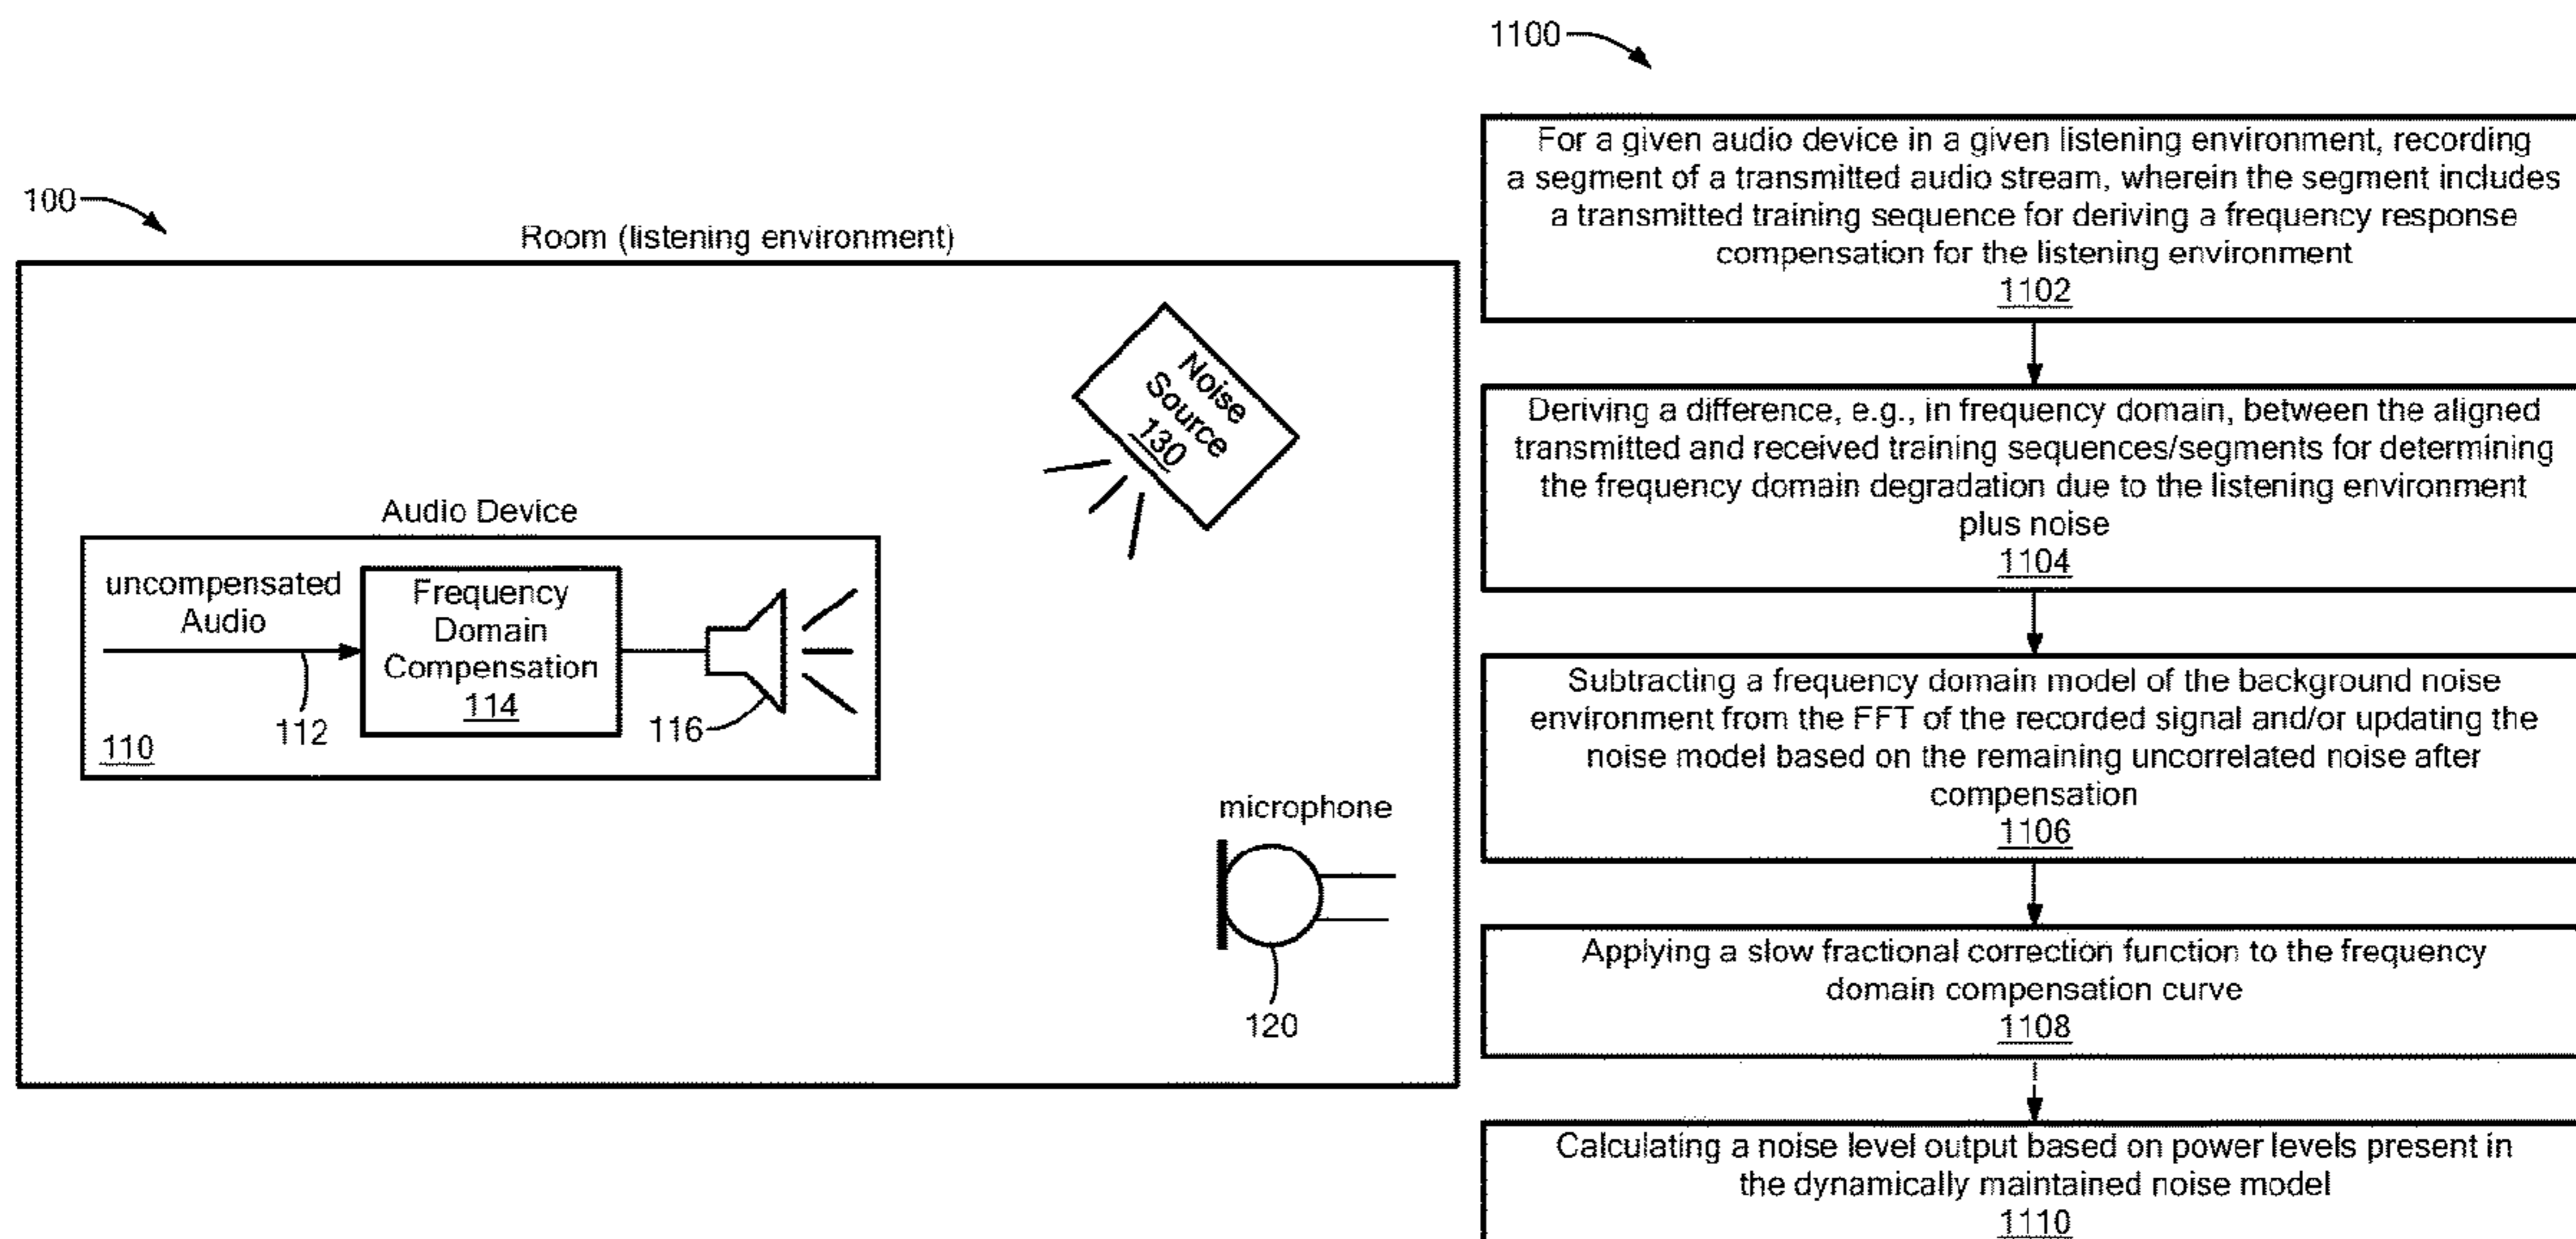 100
Room (listening environment)
Audio Device
uncompensated
Audio
112
110
Frequency
Domain
Compensation
114
116
Noise
Source
130
microphone
120
1100
For a given audio device in a given listening environment, recording
a segment of a transmitted audio stream, wherein the segment includes
a transmitted training sequence for deriving a frequency response
compensation for the listening environment
1102
Deriving a difference, e.g., in frequency domain, between the aligned
transmitted and received training sequences/segments for determining
the frequency domain degradation due to the listening environment
plus noise
1104
Subtracting a frequency domain model of the background noise
environment from the FFT of the recorded signal and/or updating the
noise model based on the remaining uncorrelated noise after
compensation
1106
Applying a slow fractional correction function to the frequency
domain compensation curve
1108
Calculating a noise level output based on power levels present in
the dynamically maintained noise model
1110